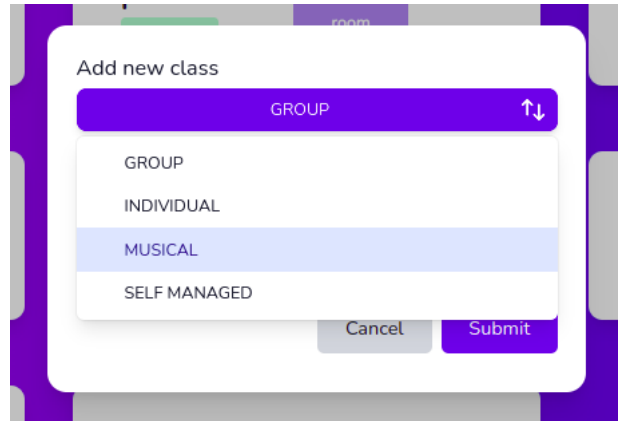 room
Add new class
GROUP
GROUP
INDIVIDUAL
MUSICAL
SELF MANAGED
Cancel
Submit